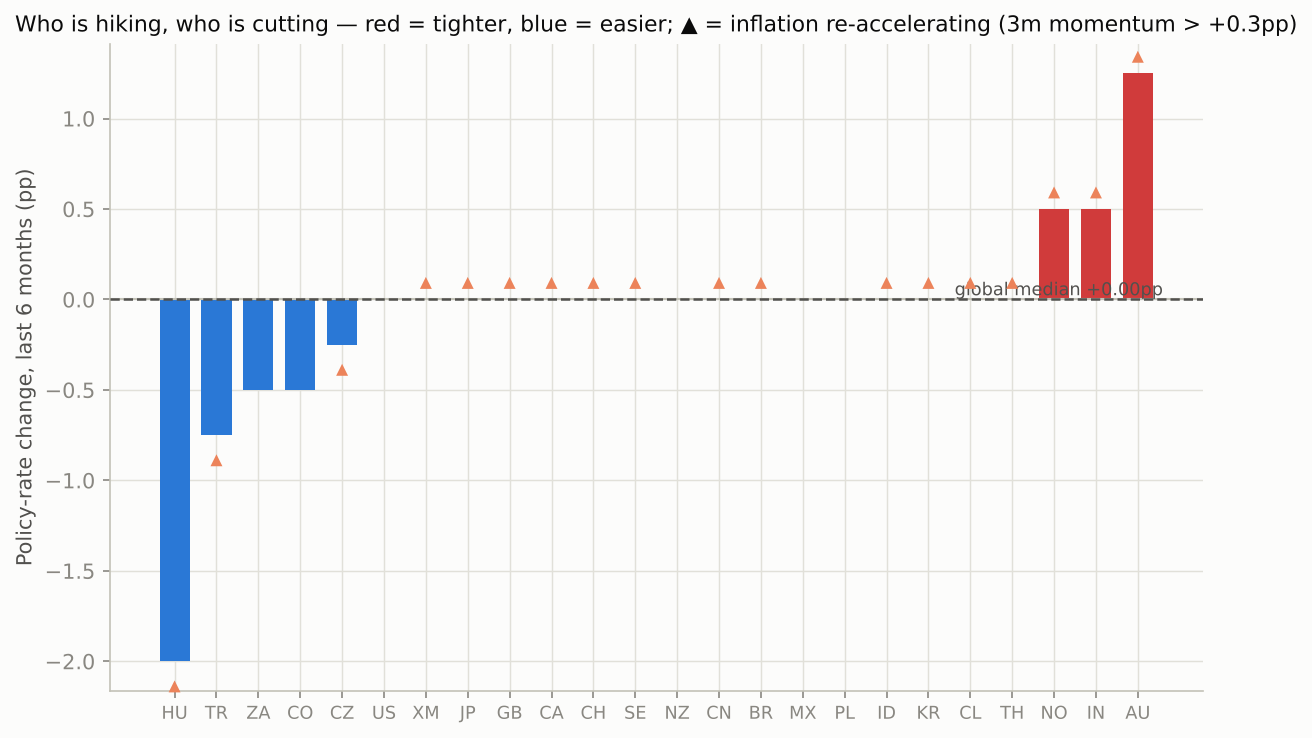 Who is hiking, who is cutting — red = tighter, blue = easier; ▲ = inflation re-accelerating (3m momentum > +0.3pp)
Policy-rate change, last 6 months (pp)
1.0
0.5
0.0
−0.5
−1.0
−1.5
−2.0
global median +0.00pp
HU TR ZA CO CZ US XM JP GB CA CH SE NZ CN BR MX PL ID KR CL TH NO IN AU